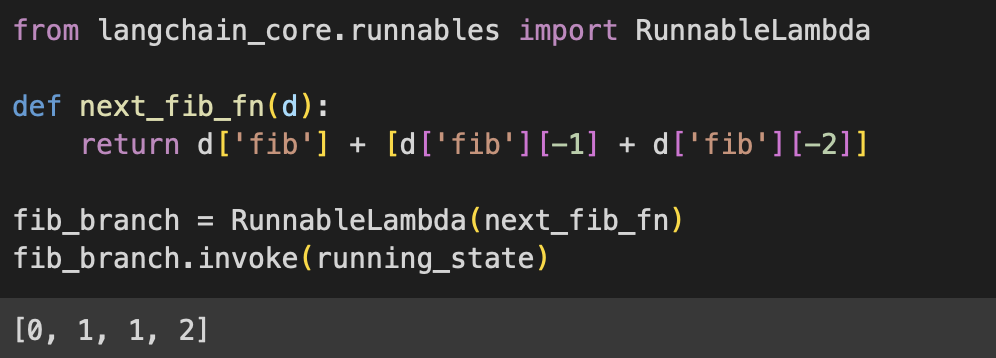 from langchain_core.runnables import RunnableLambda
def next_fib_fn(d):
    return d['fib'] + [d['fib'][-1] + d['fib'][-2]]
fib_branch = RunnableLambda(next_fib_fn)
fib_branch.invoke(running_state)
[0, 1, 1, 2]